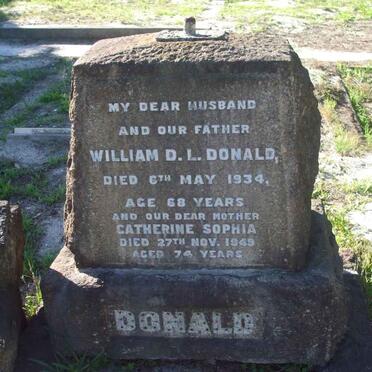 MY DEAR HUSBAND
AND OUR FATHER
WILLIAM D. L. DONALD,
DIED 6TH MAY 1934,
AGE 68 YEARS
AND OUR DEAR MOTHER
CATHERINE SOPHIA
DIED 27TH NOV. 1949
AGED 74 YEARS
DONALD